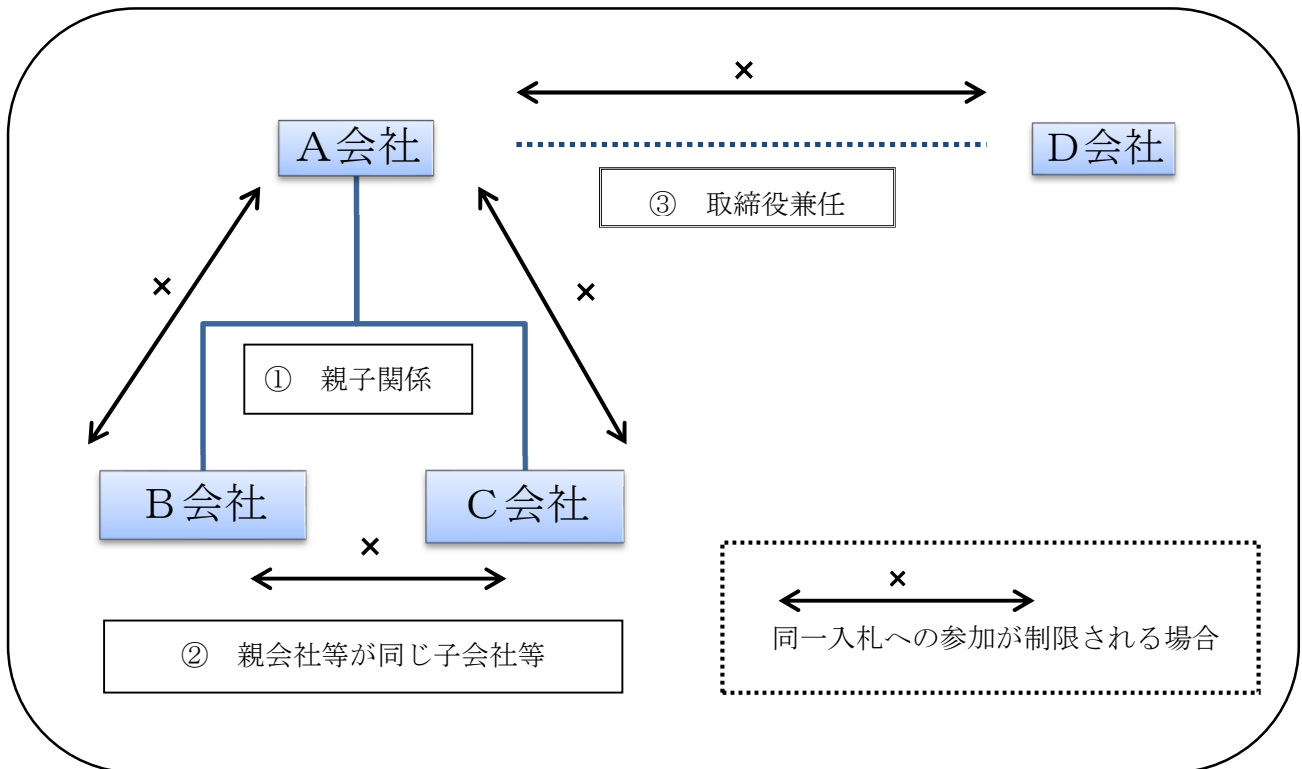 ×
A会社
D会社
③ 取締役兼任
×
×
① 親子関係
B会社
C会社
×
×
同一入札への参加が制限される場合
② 親会社等が同じ子会社等